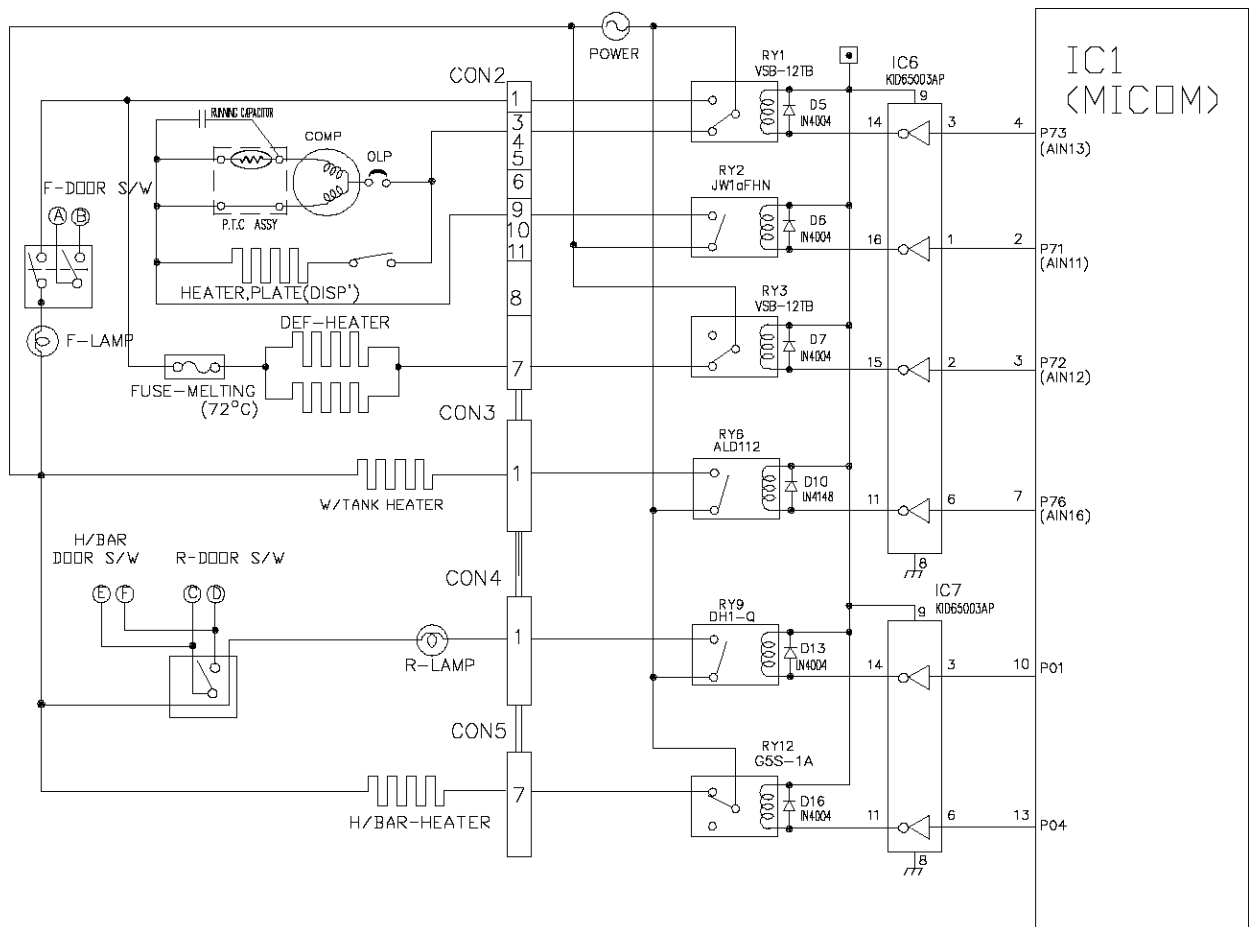 POWER
IC1
(MICOM)
CON2
RY1
VSB-12TB
IC6
KID65003AP
9
1
3
4
5
6
9
10
11
8
7
RUNNING CAPACITOR
COMP
OLP
P.T.C ASSY
F-DOOR S/W
A B
HEATER,PLATE(DISP')
F-LAMP
DEF-HEATER
FUSE-MELTING
(72°C)
D5
IN4004
14 3 4 P73
(AIN13)
RY2
JW1aFHN
D6
IN4004
16 1 2 P71
(AIN11)
RY3
VSB-12TB
D7
IN4004
15 2 3 P72
(AIN12)
CON3
1
W/TANK HEATER
RY6
ALD112
D10
IN4148
11 6 7 P76
(AIN16)
8
H/BAR
DOOR S/W
R-DOOR S/W
E F C D
CON4
1
R-LAMP
RY9
DH1-Q
IC7
KID65003AP
9
D13
IN4004
14 3 10 P01
CON5
7
H/BAR-HEATER
RY12
G5S-1A
D16
IN4004
11 6 13 P04
8